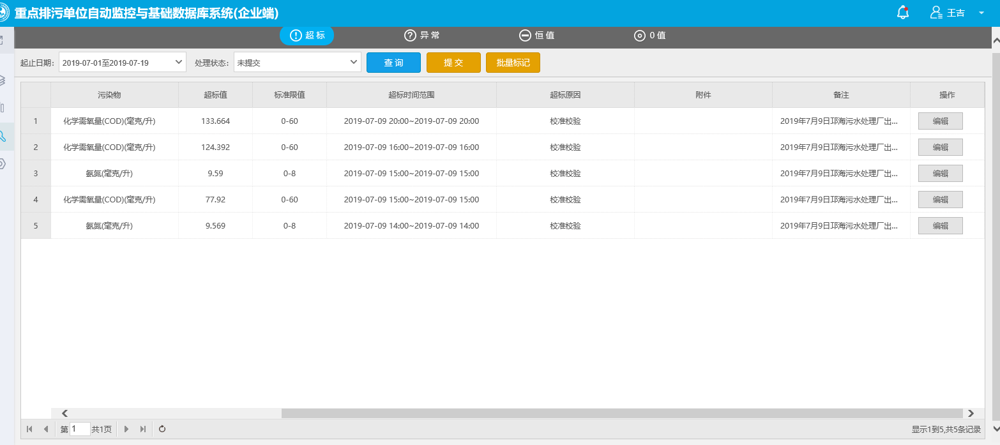 重点排污单位自动监控与基础数据库系统(企业端) 王吉
超标 异常 恒值 0 值
起止日期: 2019-07-01至2019-07-19 处理状态: 未提交 查 询 提 交 批量标记
污染物 超标值 标准限值 超标时间范围 超标原因 附件 备注 操作
1 化学需氧量(COD)(毫克/升) 133.664 0-60 2019-07-09 20:00~2019-07-09 20:00 校准校验 2019年7月9日邛海污水处理厂出... 编辑
2 化学需氧量(COD)(毫克/升) 124.392 0-60 2019-07-09 16:00~2019-07-09 16:00 校准校验 2019年7月9日邛海污水处理厂出... 编辑
3 氨氮(毫克/升) 9.59 0-8 2019-07-09 15:00~2019-07-09 15:00 校准校验 2019年7月9日邛海污水处理厂出... 编辑
4 化学需氧量(COD)(毫克/升) 77.92 0-60 2019-07-09 15:00~2019-07-09 15:00 校准校验 2019年7月9日邛海污水处理厂出... 编辑
5 氨氮(毫克/升) 9.569 0-8 2019-07-09 14:00~2019-07-09 14:00 校准校验 2019年7月9日邛海污水处理厂出... 编辑
第 1 共1页 显示1到5,共5条记录